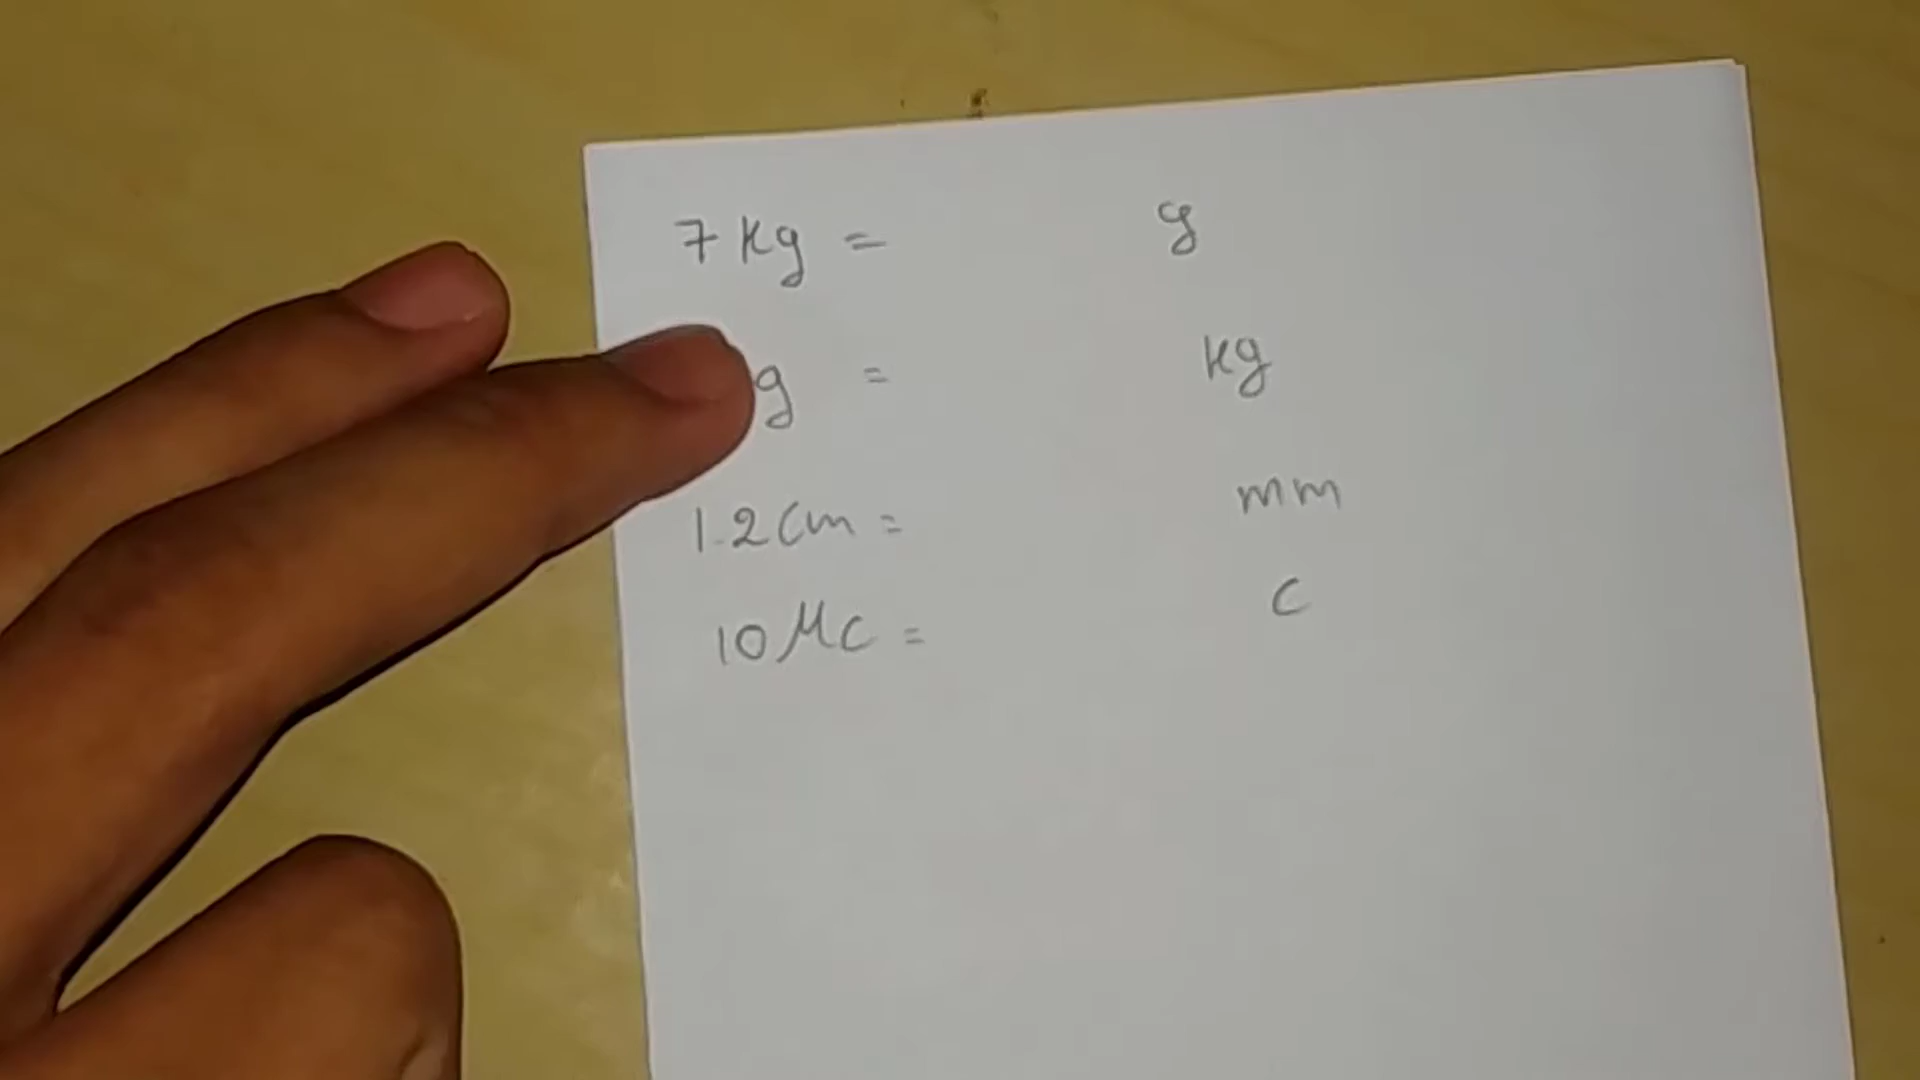 7 Kg = g
g = kg
1.2 cm = mm
10 μc = c